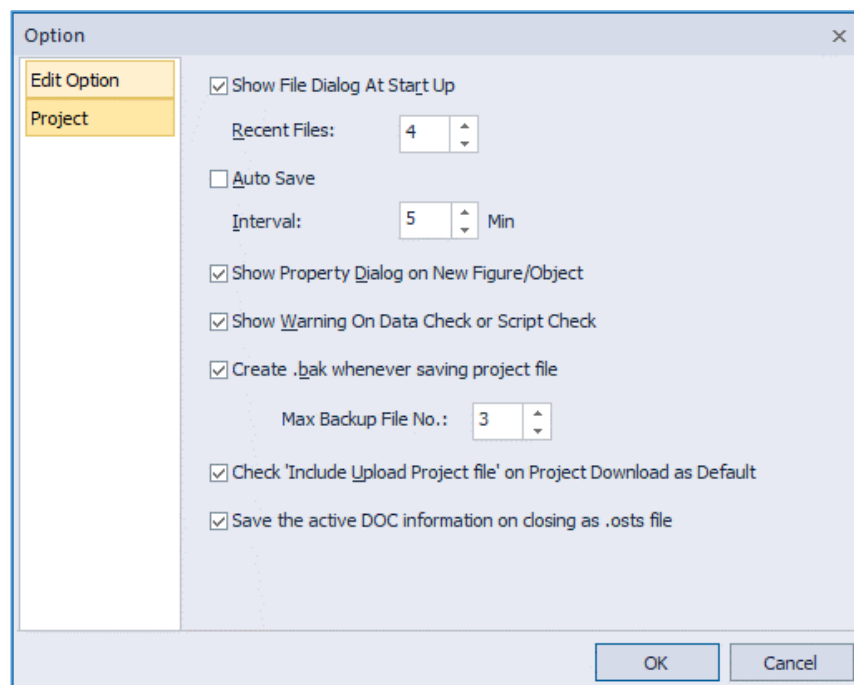 Option
Edit Option
Project
Show File Dialog At Start Up
Recent Files: 4
Auto Save
Interval: 5 Min
Show Property Dialog on New Figure/Object
Show Warning On Data Check or Script Check
Create .bak whenever saving project file
Max Backup File No.: 3
Check 'Include Upload Project file' on Project Download as Default
Save the active DOC information on closing as .osts file
OK Cancel